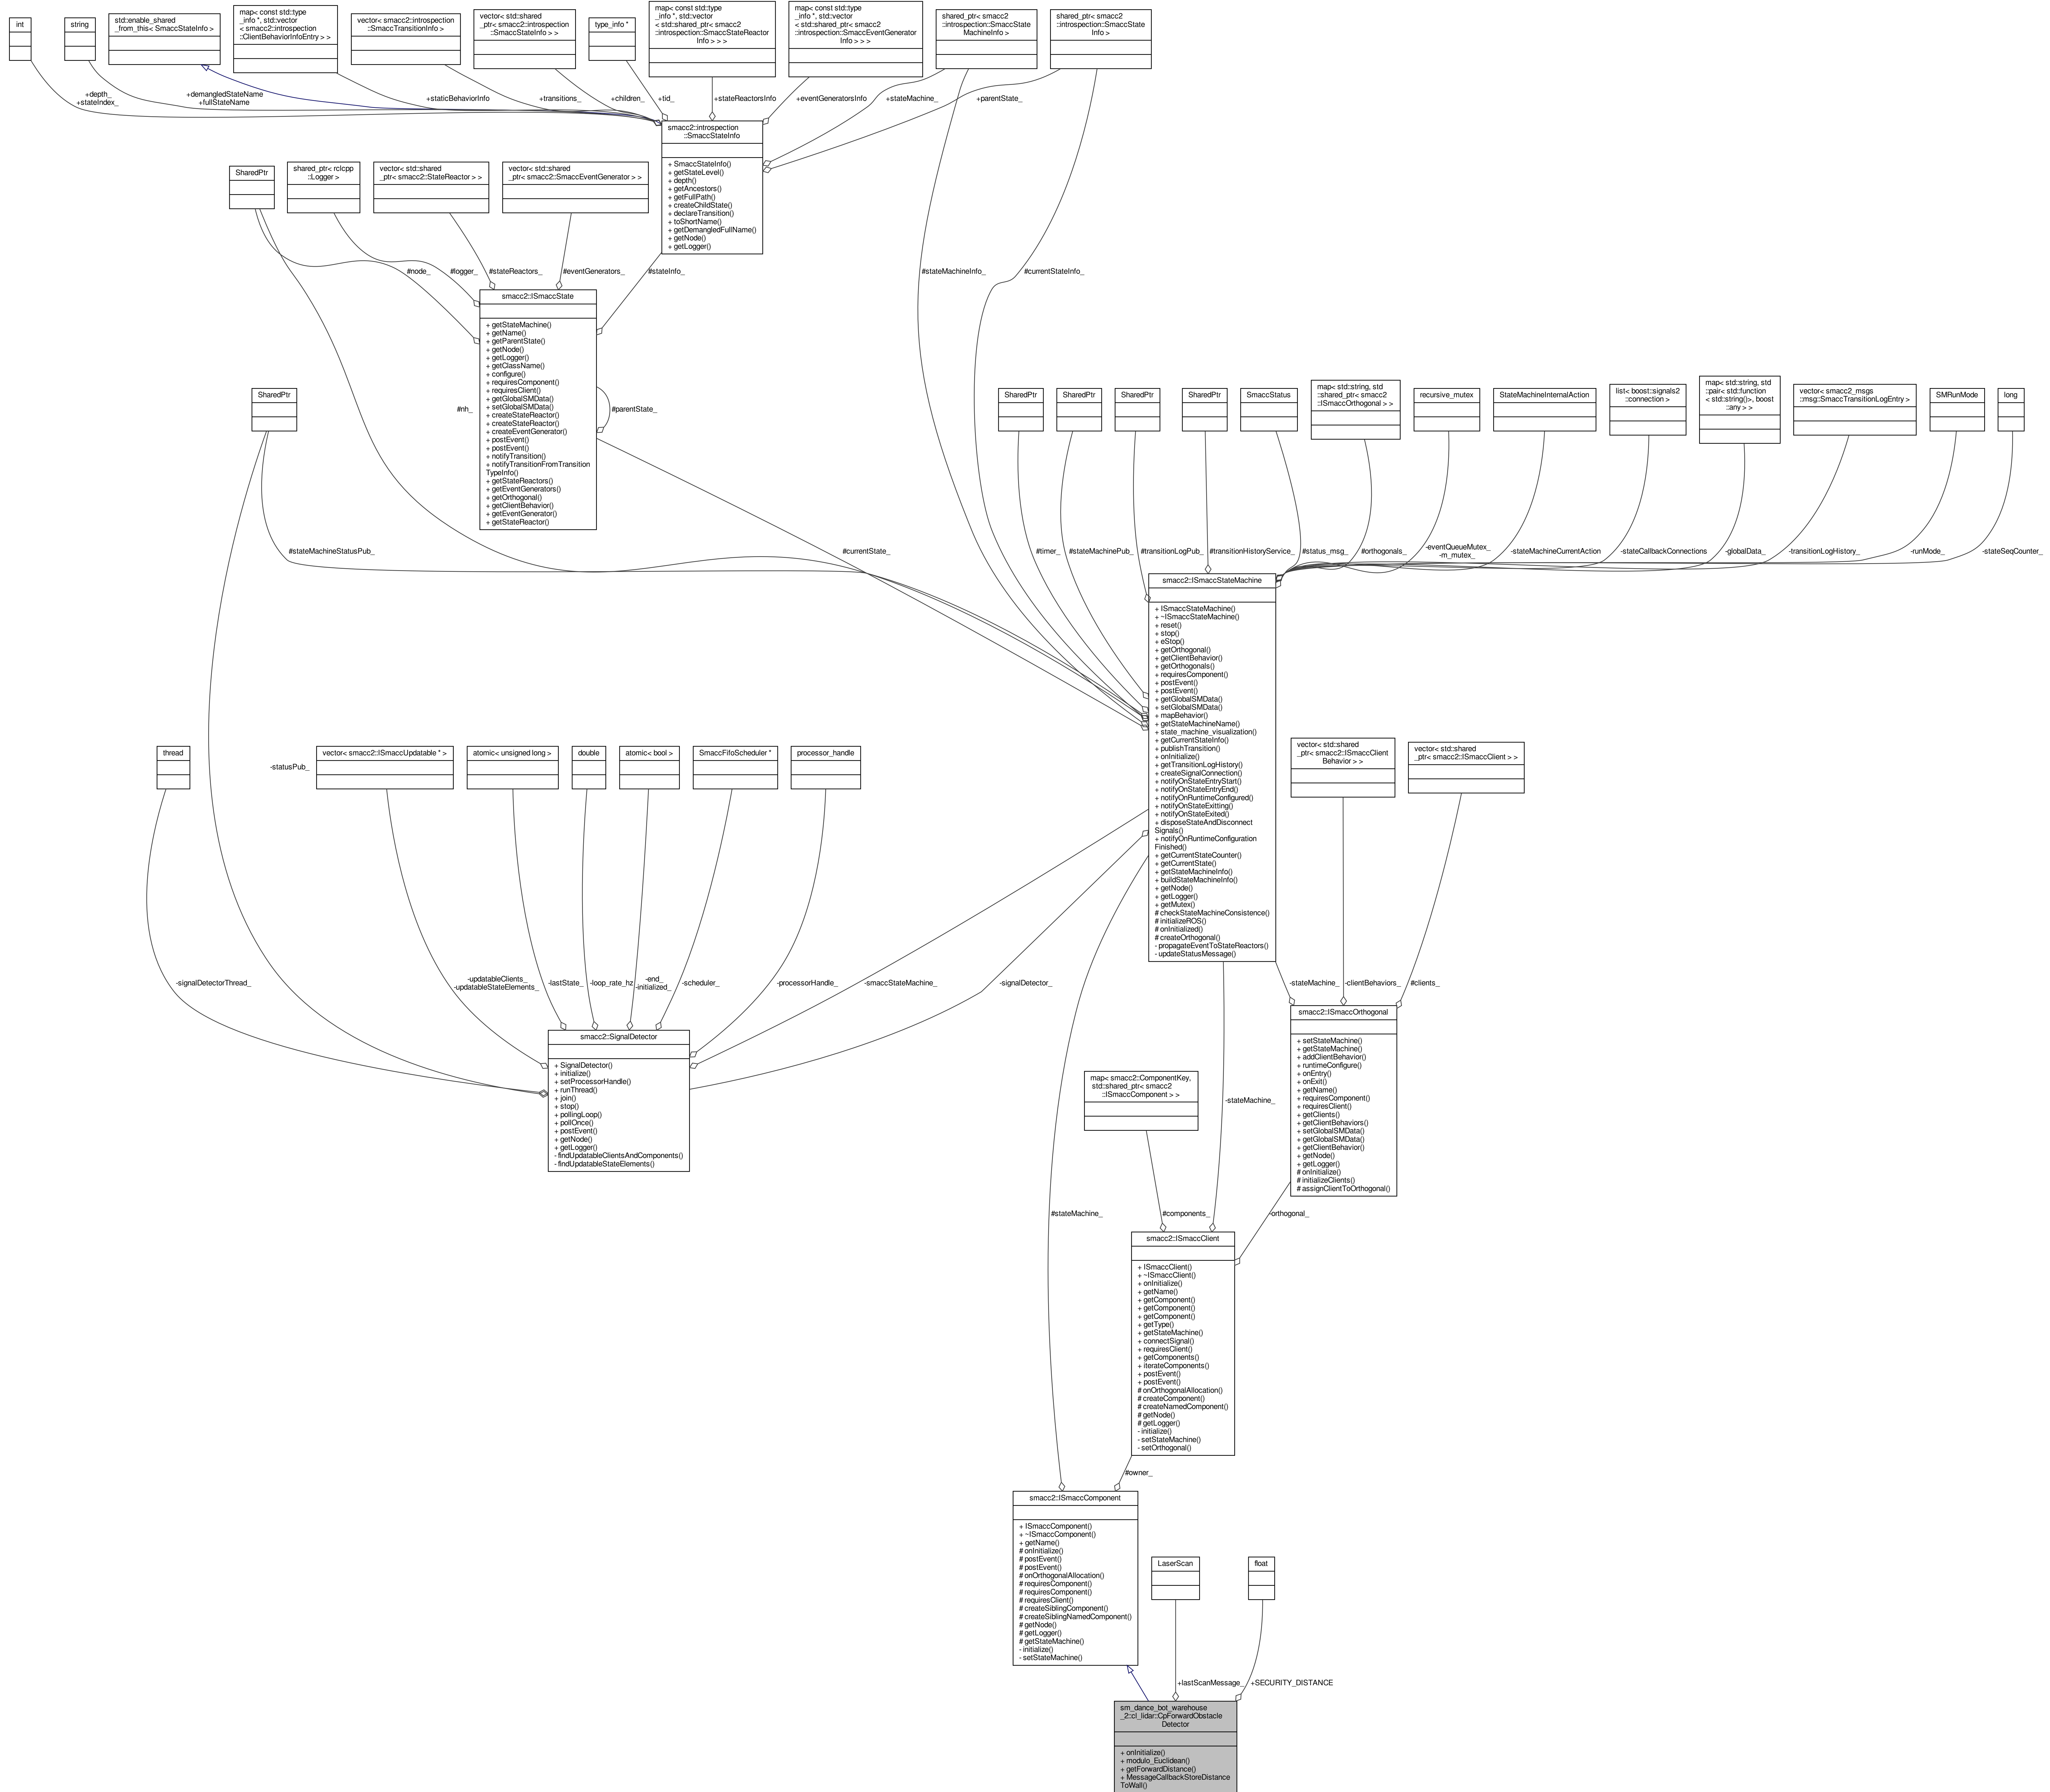 int
string
std::enable_shared
_from_this< SmaccStateInfo >
map< const std::type
_info *, std::vector
< smacc2::introspection
::ClientBehaviorInfoEntry > >
vector< smacc2::introspection
::SmaccTransitionInfo >
vector< std::shared
_ptr< smacc2::introspection
::SmaccStateInfo > >
type_info *
map< const std::type
_info *, std::vector
< std::shared_ptr< smacc2
::introspection::SmaccStateReactor
Info > > >
map< const std::type
_info *, std::vector
< std::shared_ptr< smacc2
::introspection::SmaccEventGenerator
Info > > >
shared_ptr< smacc2
::introspection::SmaccState
MachineInfo >
shared_ptr< smacc2
::introspection::SmaccState
Info >
+depth_
+stateIndex_
+demangledStateName
+fullStateName
+staticBehaviorInfo
+transitions_
+children_
+tid_
+stateReactorsInfo
+eventGeneratorsInfo
+stateMachine_
+parentState_
smacc2::introspection
::SmaccStateInfo
+ SmaccStateInfo()
+ getStateLevel()
+ depth()
+ getAncestors()
+ getFullPath()
+ createChildState()
+ declareTransition()
+ toShortName()
+ getDemangledFullName()
+ getNode()
+ getLogger()
SharedPtr
shared_ptr< rclcpp
::Logger >
vector< std::shared
_ptr< smacc2::StateReactor > >
vector< std::shared
_ptr< smacc2::SmaccEventGenerator > >
#node_
#logger_
#stateReactors_
#eventGenerators_
#stateInfo_
#stateMachineInfo_
#currentStateInfo_
smacc2::ISmaccState
+ getStateMachine()
+ getName()
+ getParentState()
+ getNode()
+ getLogger()
+ getClassName()
+ configure()
+ requiresComponent()
+ requiresClient()
+ getGlobalSMData()
+ setGlobalSMData()
+ createStateReactor()
+ createStateReactor()
+ createEventGenerator()
+ postEvent()
+ postEvent()
+ notifyTransition()
+ notifyTransitionFromTransition
TypeInfo()
+ getStateReactors()
+ getEventGenerators()
+ getOrthogonal()
+ getClientBehavior()
+ getEventGenerator()
+ getStateReactor()
#parentState_
#nh_
SharedPtr
SharedPtr
SharedPtr
SharedPtr
SharedPtr
SmaccStatus
map< std::string, std
::shared_ptr< smacc2
::ISmaccOrthogonal > >
recursive_mutex
StateMachineInternalAction
list< boost::signals2
::connection >
map< std::string, std
::pair< std::function
< std::string()>, boost
::any > >
vector< smacc2_msgs
::msg::SmaccTransitionLogEntry >
SMRunMode
long
#stateMachineStatusPub_
#currentState_
#timer_
#stateMachinePub_
#transitionLogPub_
#transitionHistoryService_
#status_msg_
#orthogonals_
-eventQueueMutex_
-m_mutex_
-stateMachineCurrentAction
-stateCallbackConnections
-globalData_
-transitionLogHistory_
-runMode_
-stateSeqCounter_
smacc2::ISmaccStateMachine
+ ISmaccStateMachine()
+ ~ISmaccStateMachine()
+ reset()
+ stop()
+ eStop()
+ getOrthogonal()
+ getClientBehavior()
+ getOrthogonals()
+ requiresComponent()
+ postEvent()
+ postEvent()
+ getGlobalSMData()
+ setGlobalSMData()
+ mapBehavior()
+ getStateMachineName()
+ state_machine_visualization()
+ getCurrentStateInfo()
+ publishTransition()
+ onInitialize()
+ getTransitionLogHistory()
+ createSignalConnection()
+ notifyOnStateEntryStart()
+ notifyOnStateEntryEnd()
+ notifyOnRuntimeConfigured()
+ notifyOnStateExitting()
+ notifyOnStateExited()
+ disposeStateAndDisconnect
Signals()
+ notifyOnRuntimeConfiguration
Finished()
+ getCurrentStateCounter()
+ getCurrentState()
+ getStateMachineInfo()
+ buildStateMachineInfo()
+ getNode()
+ getLogger()
+ getMutex()
# checkStateMachineConsistence()
# initializeROS()
# onInitialized()
# createOrthogonal()
- propagateEventToStateReactors()
- updateStatusMessage()
thread
-statusPub_
vector< smacc2::ISmaccUpdatable * >
atomic< unsigned long >
double
atomic< bool >
SmaccFifoScheduler *
processor_handle
vector< std::shared
_ptr< smacc2::ISmaccClient
Behavior > >
vector< std::shared
_ptr< smacc2::ISmaccClient > >
-signalDetectorThread_
-updatableClients_
-updatableStateElements_
-lastState_
-loop_rate_hz
-end_
-initialized_
-scheduler_
-processorHandle_
-smaccStateMachine_
-signalDetector_
-stateMachine_
-clientBehaviors_
#clients_
smacc2::SignalDetector
+ SignalDetector()
+ initialize()
+ setProcessorHandle()
+ runThread()
+ join()
+ stop()
+ pollingLoop()
+ pollOnce()
+ postEvent()
+ getNode()
+ getLogger()
- findUpdatableClientsAndComponents()
- findUpdatableStateElements()
smacc2::ISmaccOrthogonal
+ setStateMachine()
+ getStateMachine()
+ addClientBehavior()
+ runtimeConfigure()
+ onEntry()
+ onExit()
+ getName()
+ requiresComponent()
+ requiresClient()
+ getClients()
+ getClientBehaviors()
+ setGlobalSMData()
+ getGlobalSMData()
+ getClientBehavior()
+ getNode()
+ getLogger()
# onInitialize()
# initializeClients()
# assignClientToOrthogonal()
map< smacc2::ComponentKey,
std::shared_ptr< smacc2
::ISmaccComponent > >
-stateMachine_
#stateMachine_
#components_
-orthogonal_
smacc2::ISmaccClient
+ ISmaccClient()
+ ~ISmaccClient()
+ onInitialize()
+ getName()
+ getComponent()
+ getComponent()
+ getComponent()
+ getType()
+ getStateMachine()
+ connectSignal()
+ requiresClient()
+ getComponents()
+ iterateComponents()
+ postEvent()
+ postEvent()
# onOrthogonalAllocation()
# createComponent()
# createNamedComponent()
# getNode()
# getLogger()
- initialize()
- setStateMachine()
- setOrthogonal()
#owner_
smacc2::ISmaccComponent
+ ISmaccComponent()
+ ~ISmaccComponent()
+ getName()
# onInitialize()
# postEvent()
# postEvent()
# onOrthogonalAllocation()
# requiresComponent()
# requiresComponent()
# requiresClient()
# createSiblingComponent()
# createSiblingNamedComponent()
# getNode()
# getLogger()
# getStateMachine()
- initialize()
- setStateMachine()
LaserScan
float
+lastScanMessage_
+SECURITY_DISTANCE
sm_dance_bot_warehouse
_2::cl_lidar::CpForwardObstacle
Detector
+ onInitialize()
+ modulo_Euclidean()
+ getForwardDistance()
+ MessageCallbackStoreDistance
ToWall()